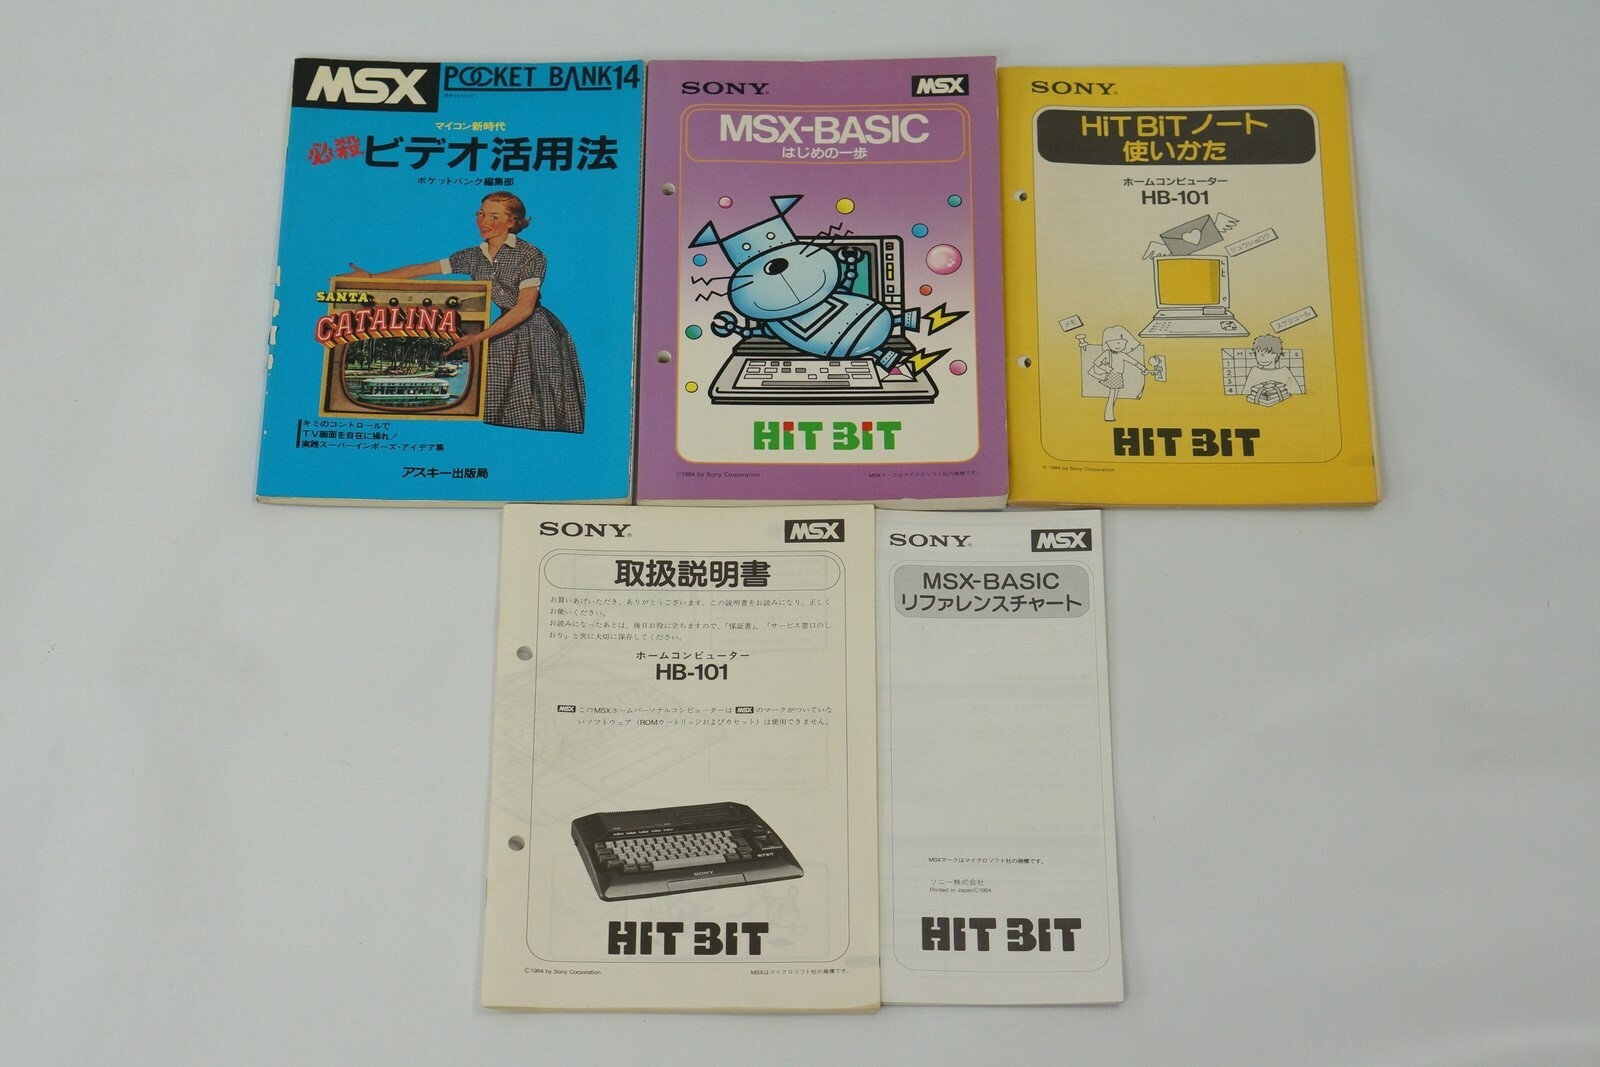 MSX
POCKET BANK14
ポケットバンク
マイコン新時代
必殺ビデオ活用法
ポケットバンク編集部
SANTA
CATALINA
キミのコントロールで
TV画面を自在に操れ!
実践スーパーインポーズ・アイデア集
アスキー出版局
SONY
MSX
MSX-BASIC
はじめの一歩
HiT BiT
©1984 by Sony Corporation
MSXマークはマイクロソフト社の商標です。
SONY
HiT BiTノート
使いかた
ホームコンピューター
HB-101
ジュウショロク
メモ
スケジュール
HiT BiT
© 1984 by Sony Corporation
SONY
MSX
取扱説明書
お買いあげいただき、ありがとうございます。この説明書をお読みになり、正しく
お使いください。
お読みになったあとは、後日お役に立ちますので、「保証書」、「サービス窓口のし
おり」と共に大切に保存してください。
ホームコンピューター
HB-101
MSX このMSXホームパーソナルコンピューターは MSX のマークがついていな
いソフトウェア(ROMカートリッジおよびカセット)は使用できません。
SONY
HiT BiT
©1984 by Sony Corporation
MSXはマイクロソフト社の商標です。
SONY
MSX
MSX-BASIC
リファレンスチャート
MSXマークはマイクロソフト社の商標です。
ソニー株式会社
Printed in Japan©1984
HiT BiT